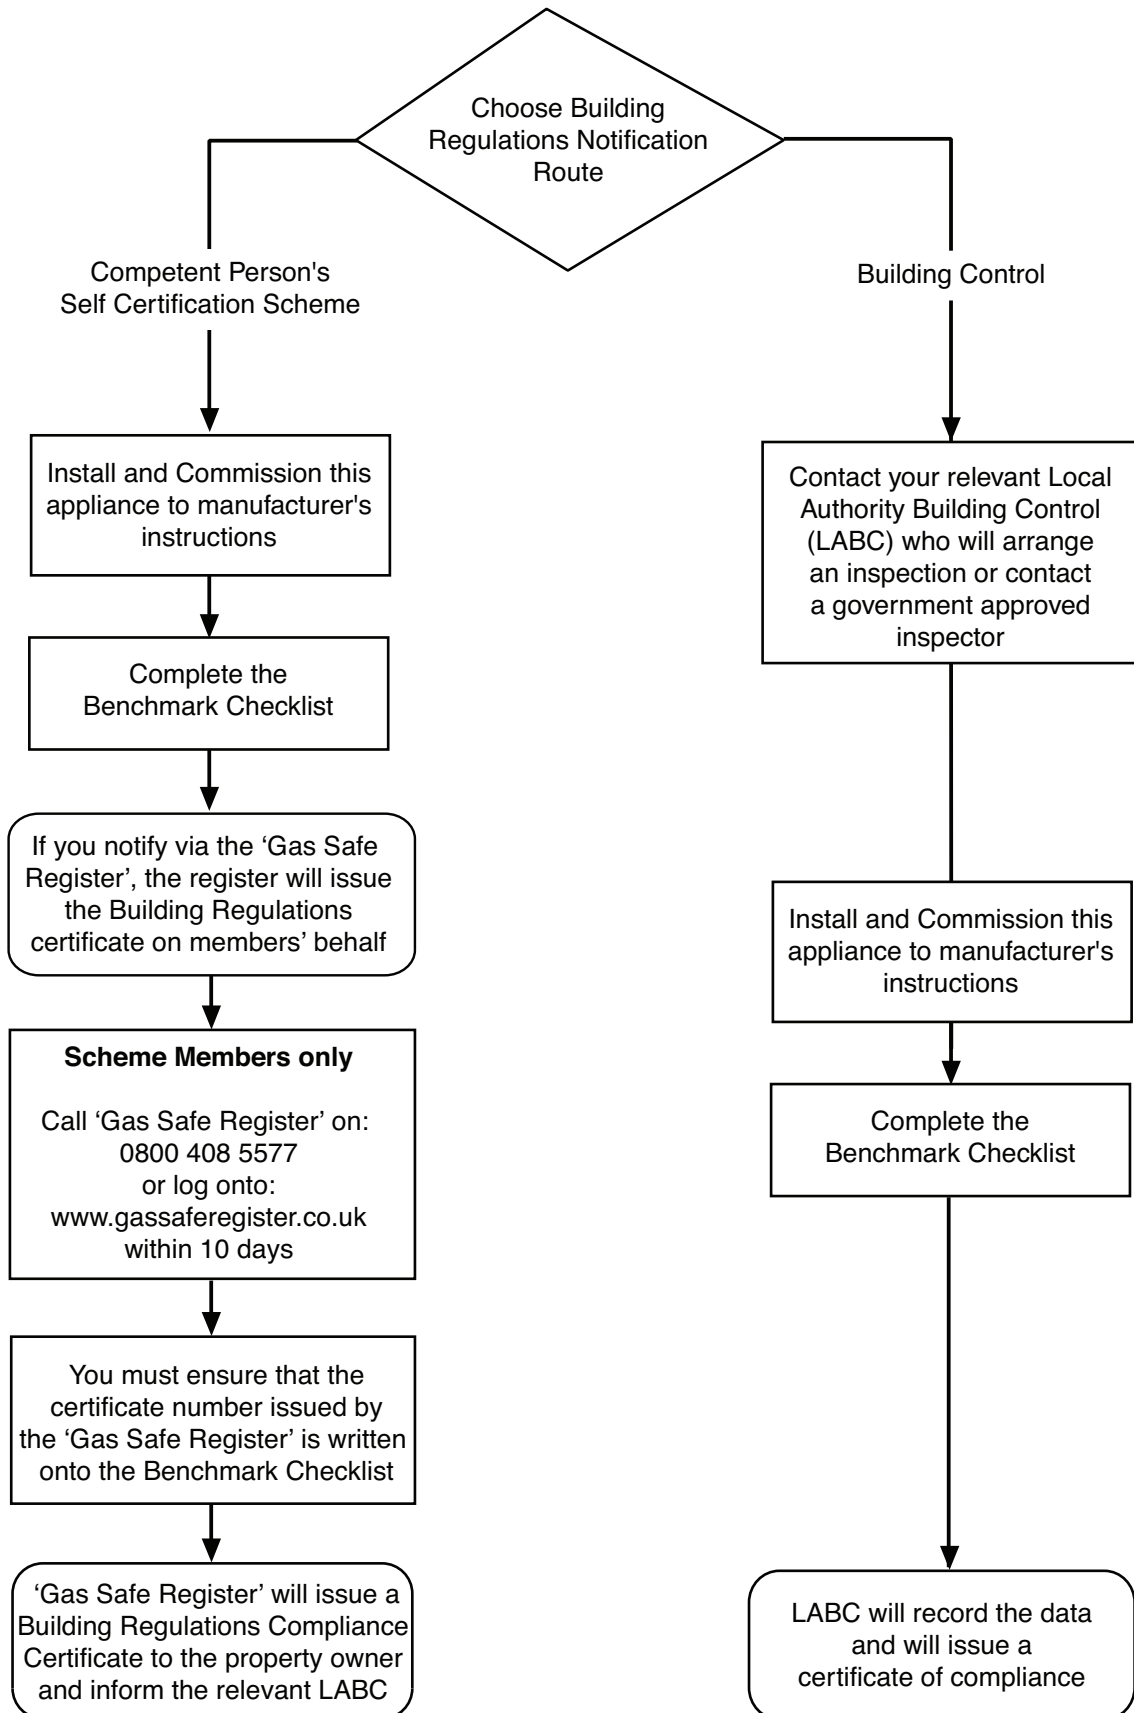 Choose Building
Regulations Notification
Route
Competent Person's
Self Certification Scheme
Building Control
Install and Commission this
appliance to manufacturer's
instructions
Complete the
Benchmark Checklist
If you notify via the ‘Gas Safe
Register’, the register will issue
the Building Regulations
certificate on members’ behalf
Scheme Members only
Call ‘Gas Safe Register’ on:
0800 408 5577
or log onto:
www.gassaferegister.co.uk
within 10 days
You must ensure that the
certificate number issued by
the ‘Gas Safe Register’ is written
onto the Benchmark Checklist
‘Gas Safe Register’ will issue a
Building Regulations Compliance
Certificate to the property owner
and inform the relevant LABC
Contact your relevant Local
Authority Building Control
(LABC) who will arrange
an inspection or contact
a government approved
inspector
Install and Commission this
appliance to manufacturer's
instructions
Complete the
Benchmark Checklist
LABC will record the data
and will issue a
certificate of compliance